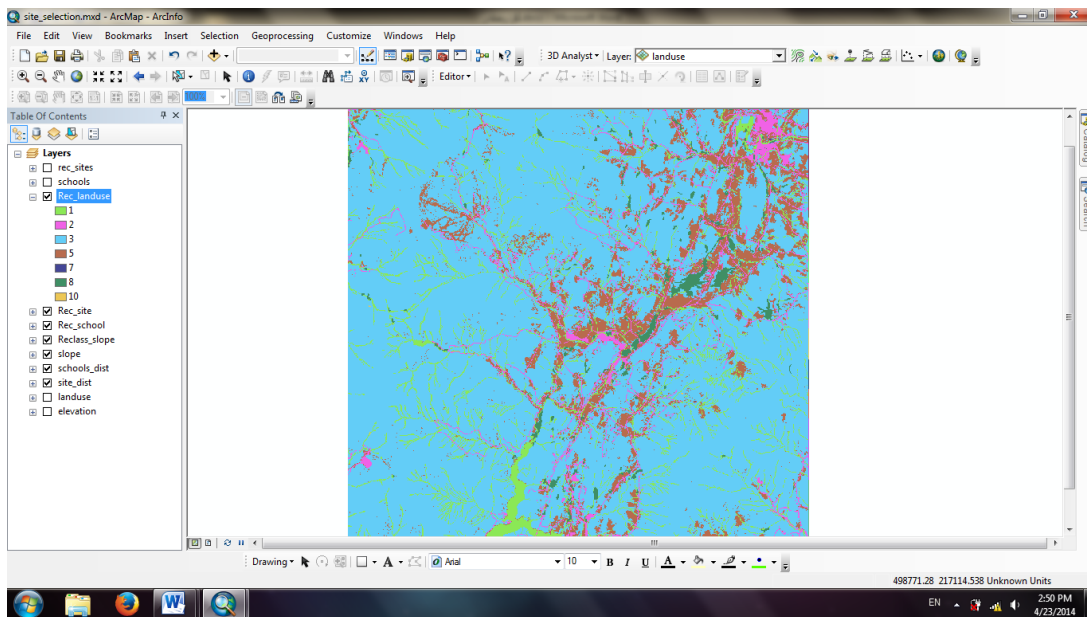 site_selection.mxd - ArcMap - ArcInfo
File Edit View Bookmarks Insert Selection Geoprocessing Customize Windows Help
3D Analyst Layer: landuse
Editor
100%
Table Of Contents
Layers
rec_sites
schools
Rec_landuse
1
2
3
5
7
8
10
Rec_site
Rec_school
Reclass_slope
slope
schools_dist
site_dist
landuse
elevation
Catalog
Search
Drawing A Arial 10 B I U A
498771.28 217114.538 Unknown Units
EN 2:50 PM
4/23/2014